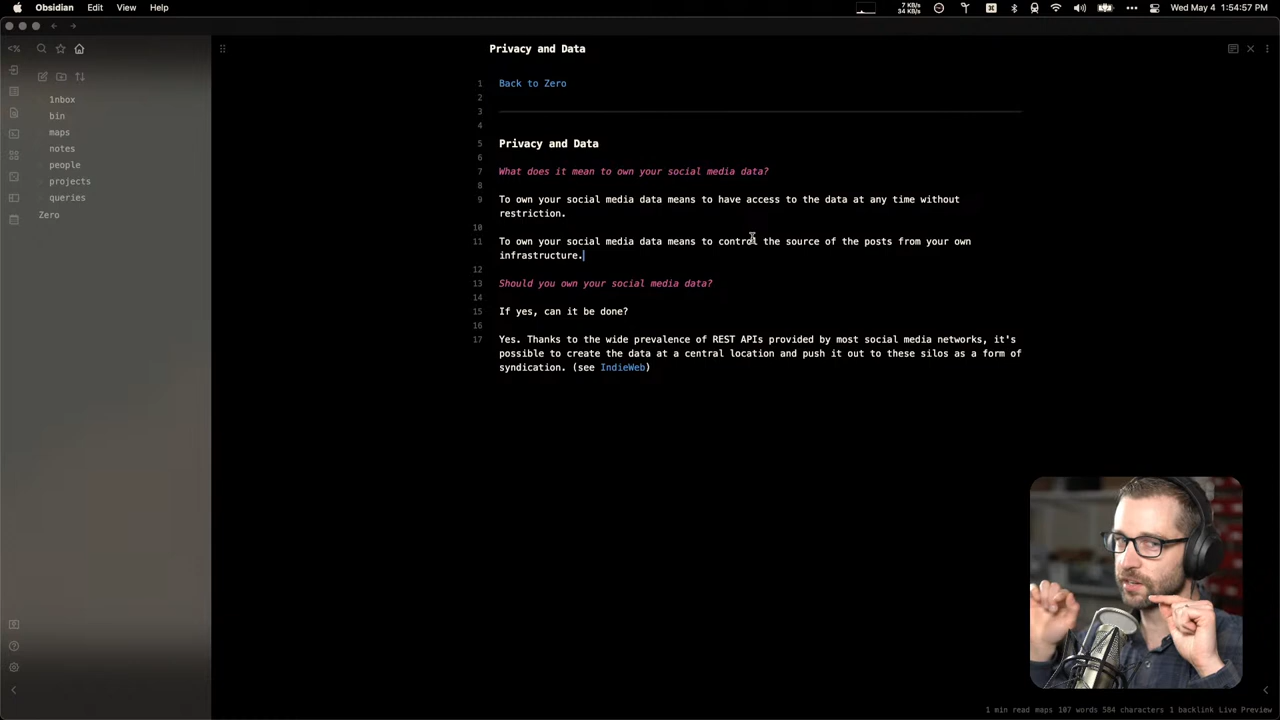 Obsidian Edit View Help
7 KB/s
34 KB/s
Wed May 4 1:54:57 PM
Privacy and Data
1nbox
bin
maps
notes
people
projects
queries
Zero
1 Back to Zero
2
3
4
5 Privacy and Data
6
7 What does it mean to own your social media data?
8
9 To own your social media data means to have access to the data at any time without
restriction.
10
11 To own your social media data means to control the source of the posts from your own
infrastructure.
12
13 Should you own your social media data?
14
15 If yes, can it be done?
16
17 Yes. Thanks to the wide prevalence of REST APIs provided by most social media networks, it's
possible to create the data at a central location and push it out to these silos as a form of
syndication. (see IndieWeb)
1 min read maps 107 words 584 characters 1 backlink Live Preview